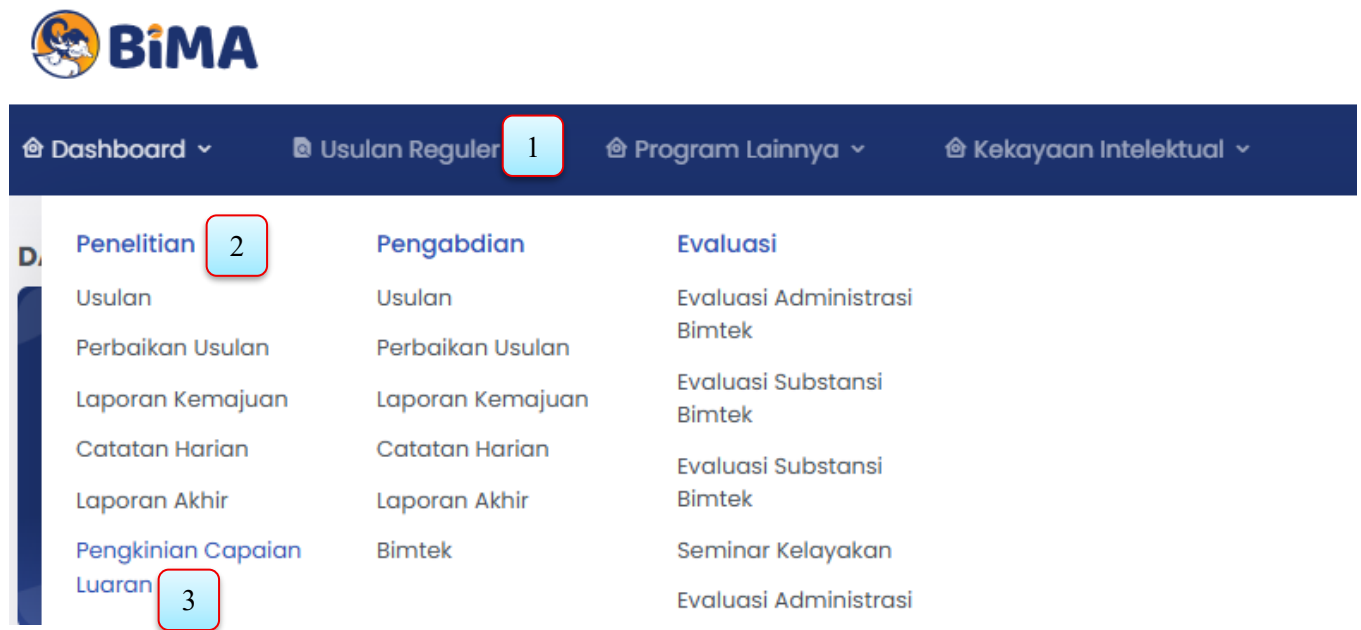 BiMA
Dashboard
Usulan Reguler
1
Program Lainnya
Kekayaan Intelektual
Penelitian
2
Usulan
Perbaikan Usulan
Laporan Kemajuan
Catatan Harian
Laporan Akhir
Pengkinian Capaian
Luaran
3
Pengabdian
Usulan
Perbaikan Usulan
Laporan Kemajuan
Catatan Harian
Laporan Akhir
Bimtek
Evaluasi
Evaluasi Administrasi
Bimtek
Evaluasi Substansi
Bimtek
Evaluasi Substansi
Bimtek
Seminar Kelayakan
Evaluasi Administrasi